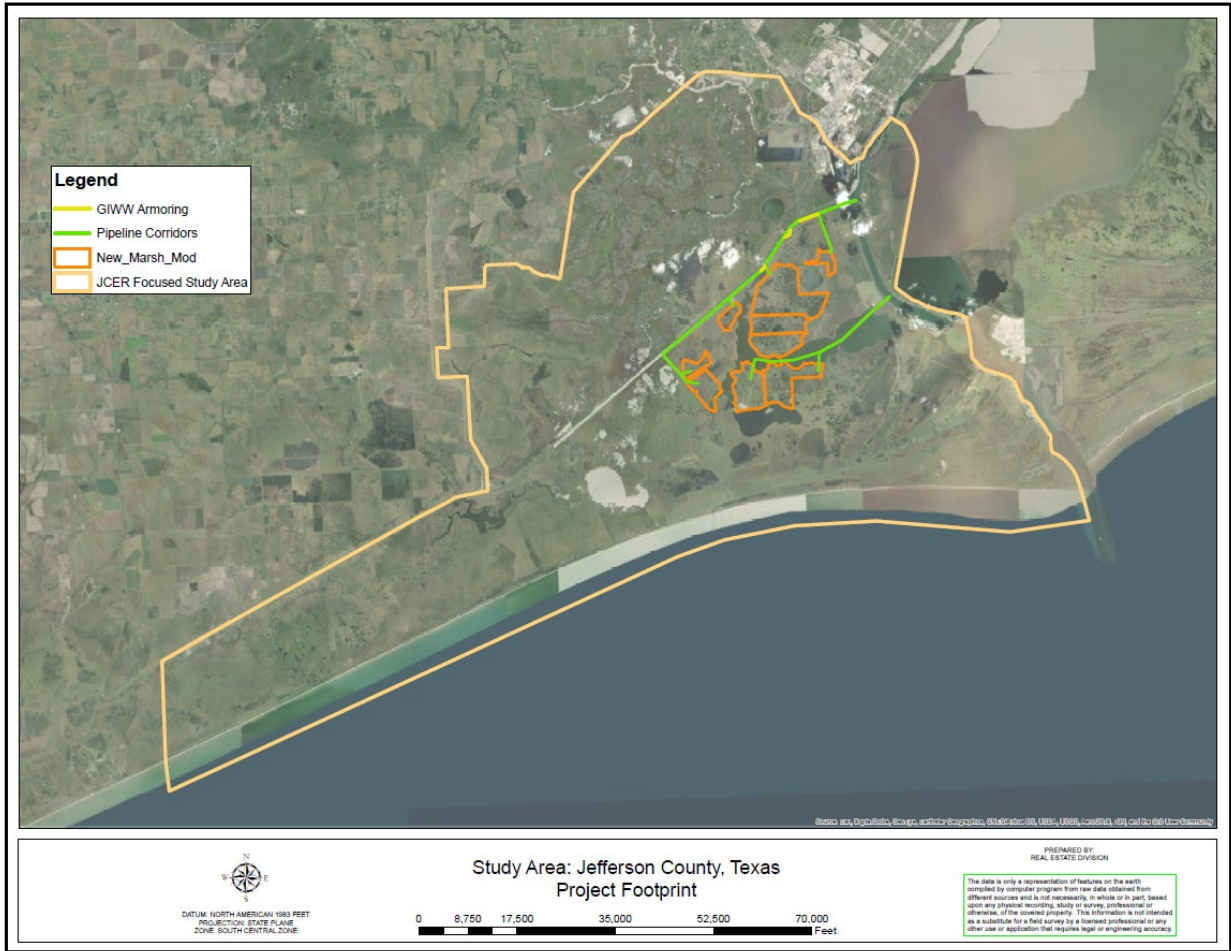 Legend
GIWW Armoring
Pipeline Corridors
New_Marsh_Mod
JCER Focused Study Area
and the GIS User Community
N
W E
S
DATUM: NORTH AMERICAN 1983 FEET
PROJECTION: STATE PLANE
ZONE: SOUTH CENTRAL ZONE
Study Area: Jefferson County, Texas
Project Footprint
0 8,750 17,500 35,000 52,500 70,000
Feet
PREPARED BY:
REAL ESTATE DIVISION
The data is only a representation of features on the earth
compiled by computer program from raw data obtained from
different sources and is not necessarily, in whole or in part, based
upon any physical recording, study or survey, professional or
otherwise, of the covered property. This information is not intended
as a substitute for a field survey by a licensed professional or any
other use or application that requires legal or engineering accuracy.